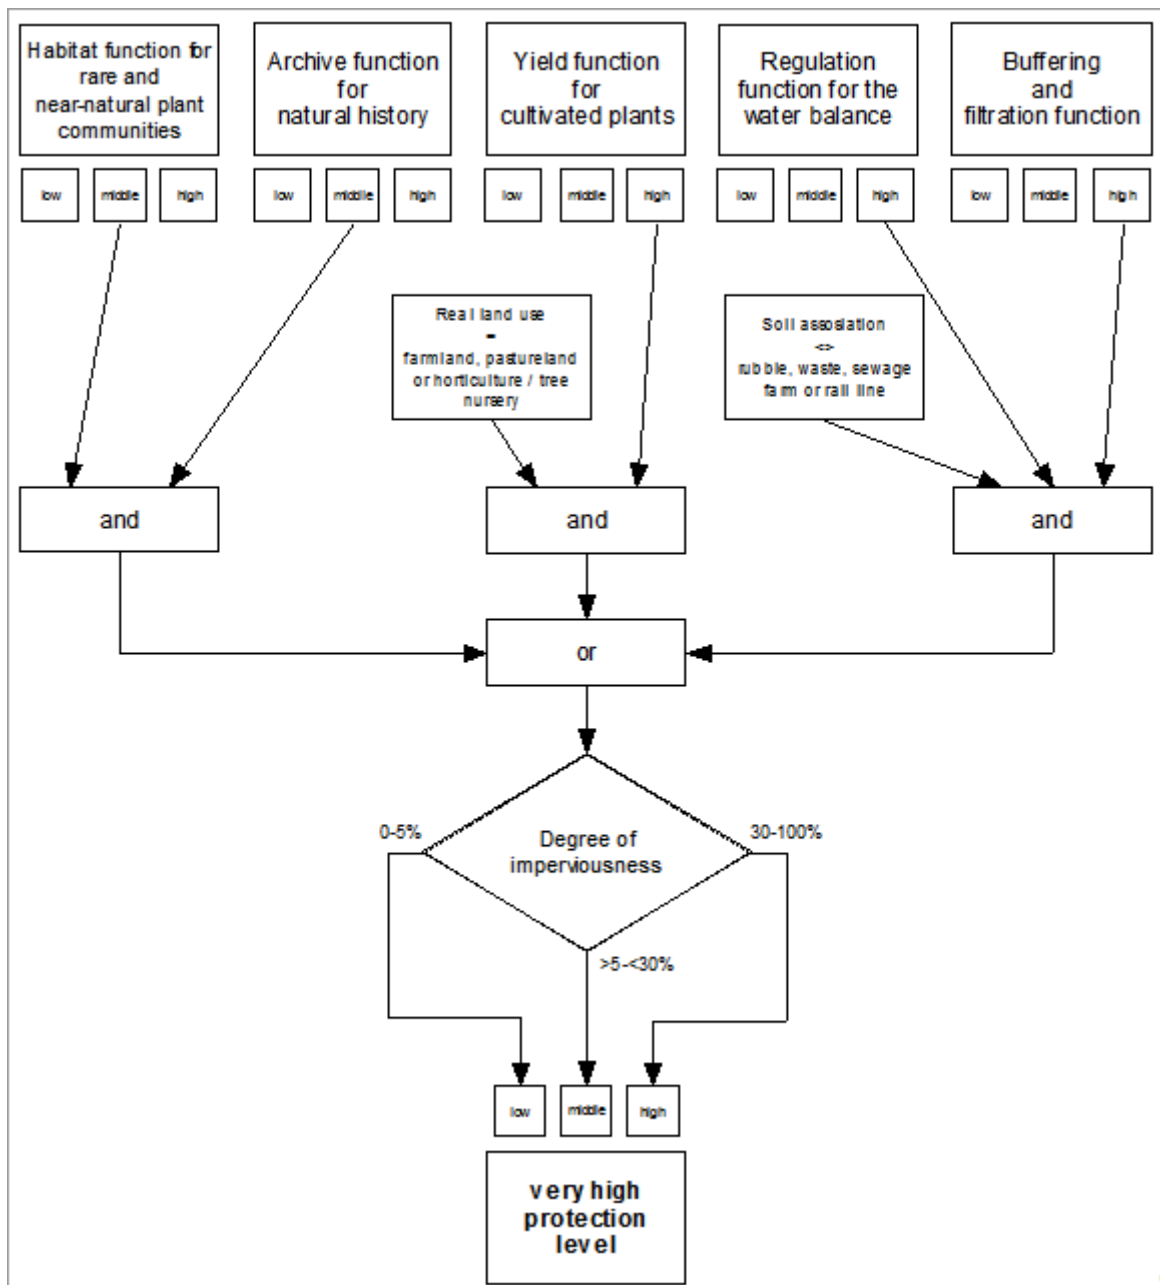 Habitat function for
rare and
near-natural plant
communities
Archive function
for
natural history
Yield function
for
cultivated plants
Regulation
function for the
water balance
Buffering
and
filtration function
low
middle
high
low
middle
high
low
middle
high
low
middle
high
low
middle
high
Real land use
=
farmland, pastureland
or horticulture / tree
nursery
Soil assosiation
<>
rubble, waste, sewage
farm or rail line
and
and
and
or
0-5%
Degree of
imperviousness
30-100%
>5-<30%
low
middle
high
very high
protection
level